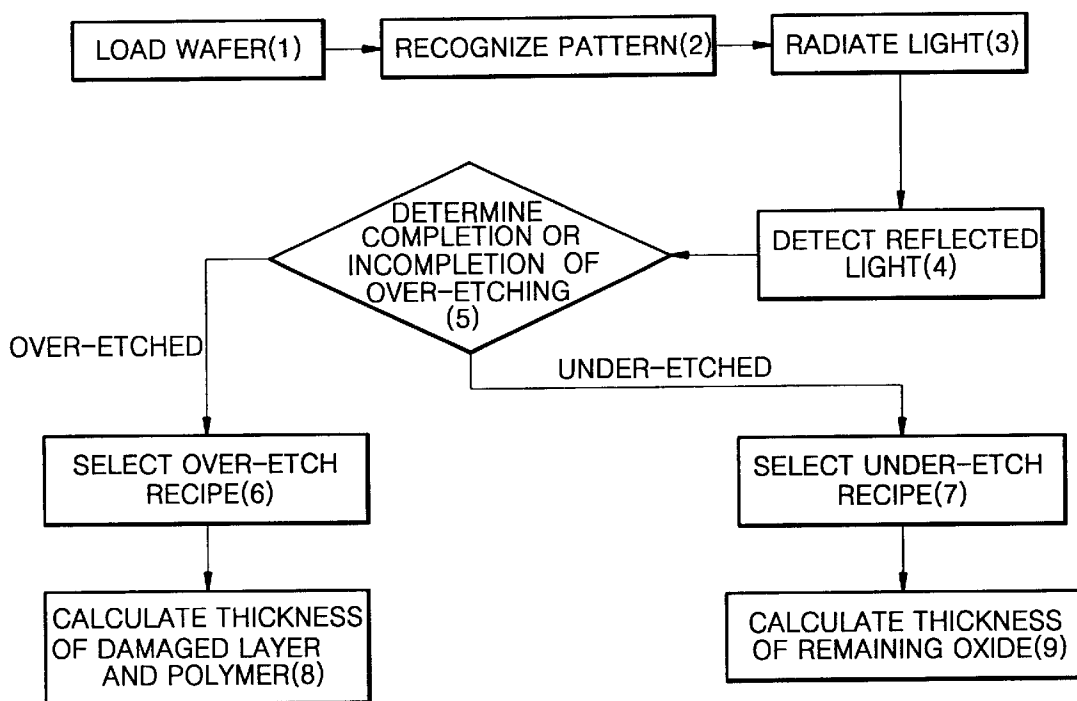 LOAD WAFER(1)
RECOGNIZE PATTERN(2)
RADIATE LIGHT(3)
DETERMINE
COMPLETION OR
INCOMPLETION OF
OVER-ETCHING
(5)
DETECT REFLECTED
LIGHT(4)
OVER-ETCHED
UNDER-ETCHED
SELECT OVER-ETCH
RECIPE(6)
SELECT UNDER-ETCH
RECIPE(7)
CALCULATE THICKNESS
OF DAMAGED LAYER
AND POLYMER(8)
CALCULATE THICKNESS
OF REMAINING OXIDE(9)